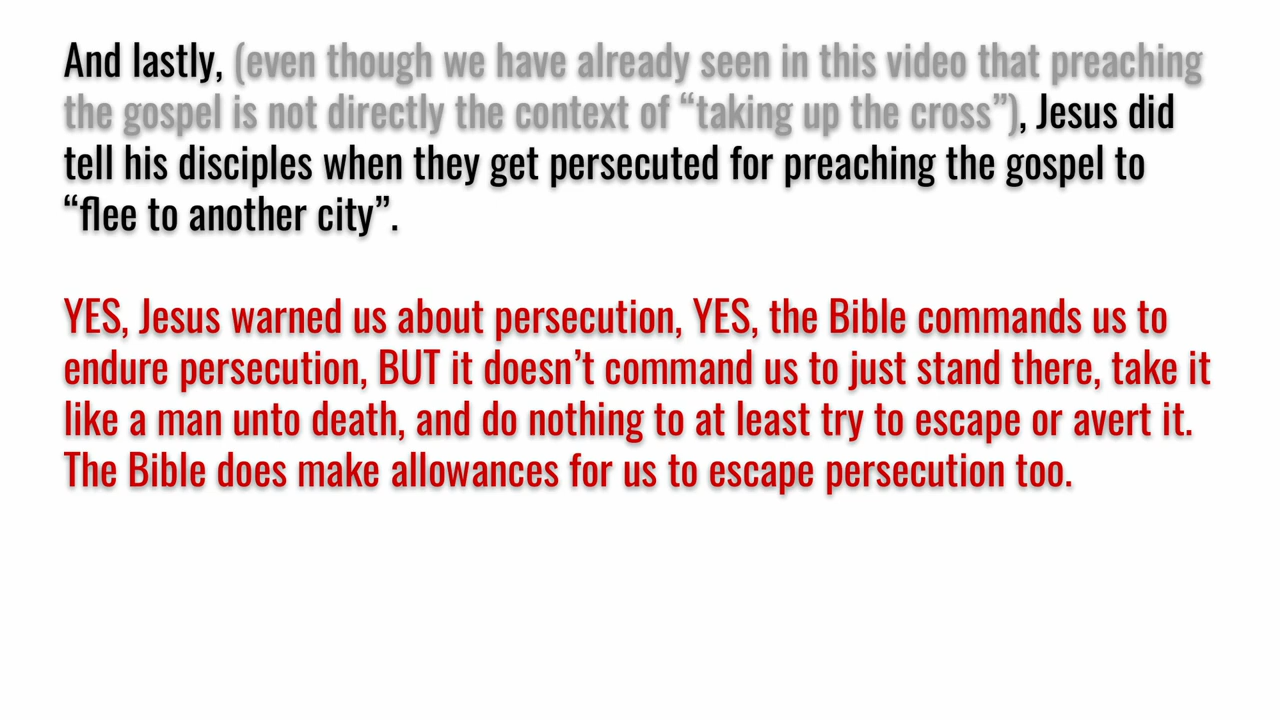 And lastly, (even though we have already seen in this video that preaching
the gospel is not directly the context of “taking up the cross”), Jesus did
tell his disciples when they get persecuted for preaching the gospel to
“flee to another city”.
YES, Jesus warned us about persecution, YES, the Bible commands us to
endure persecution, BUT it doesn’t command us to just stand there, take it
like a man unto death, and do nothing to at least try to escape or avert it.
The Bible does make allowances for us to escape persecution too.